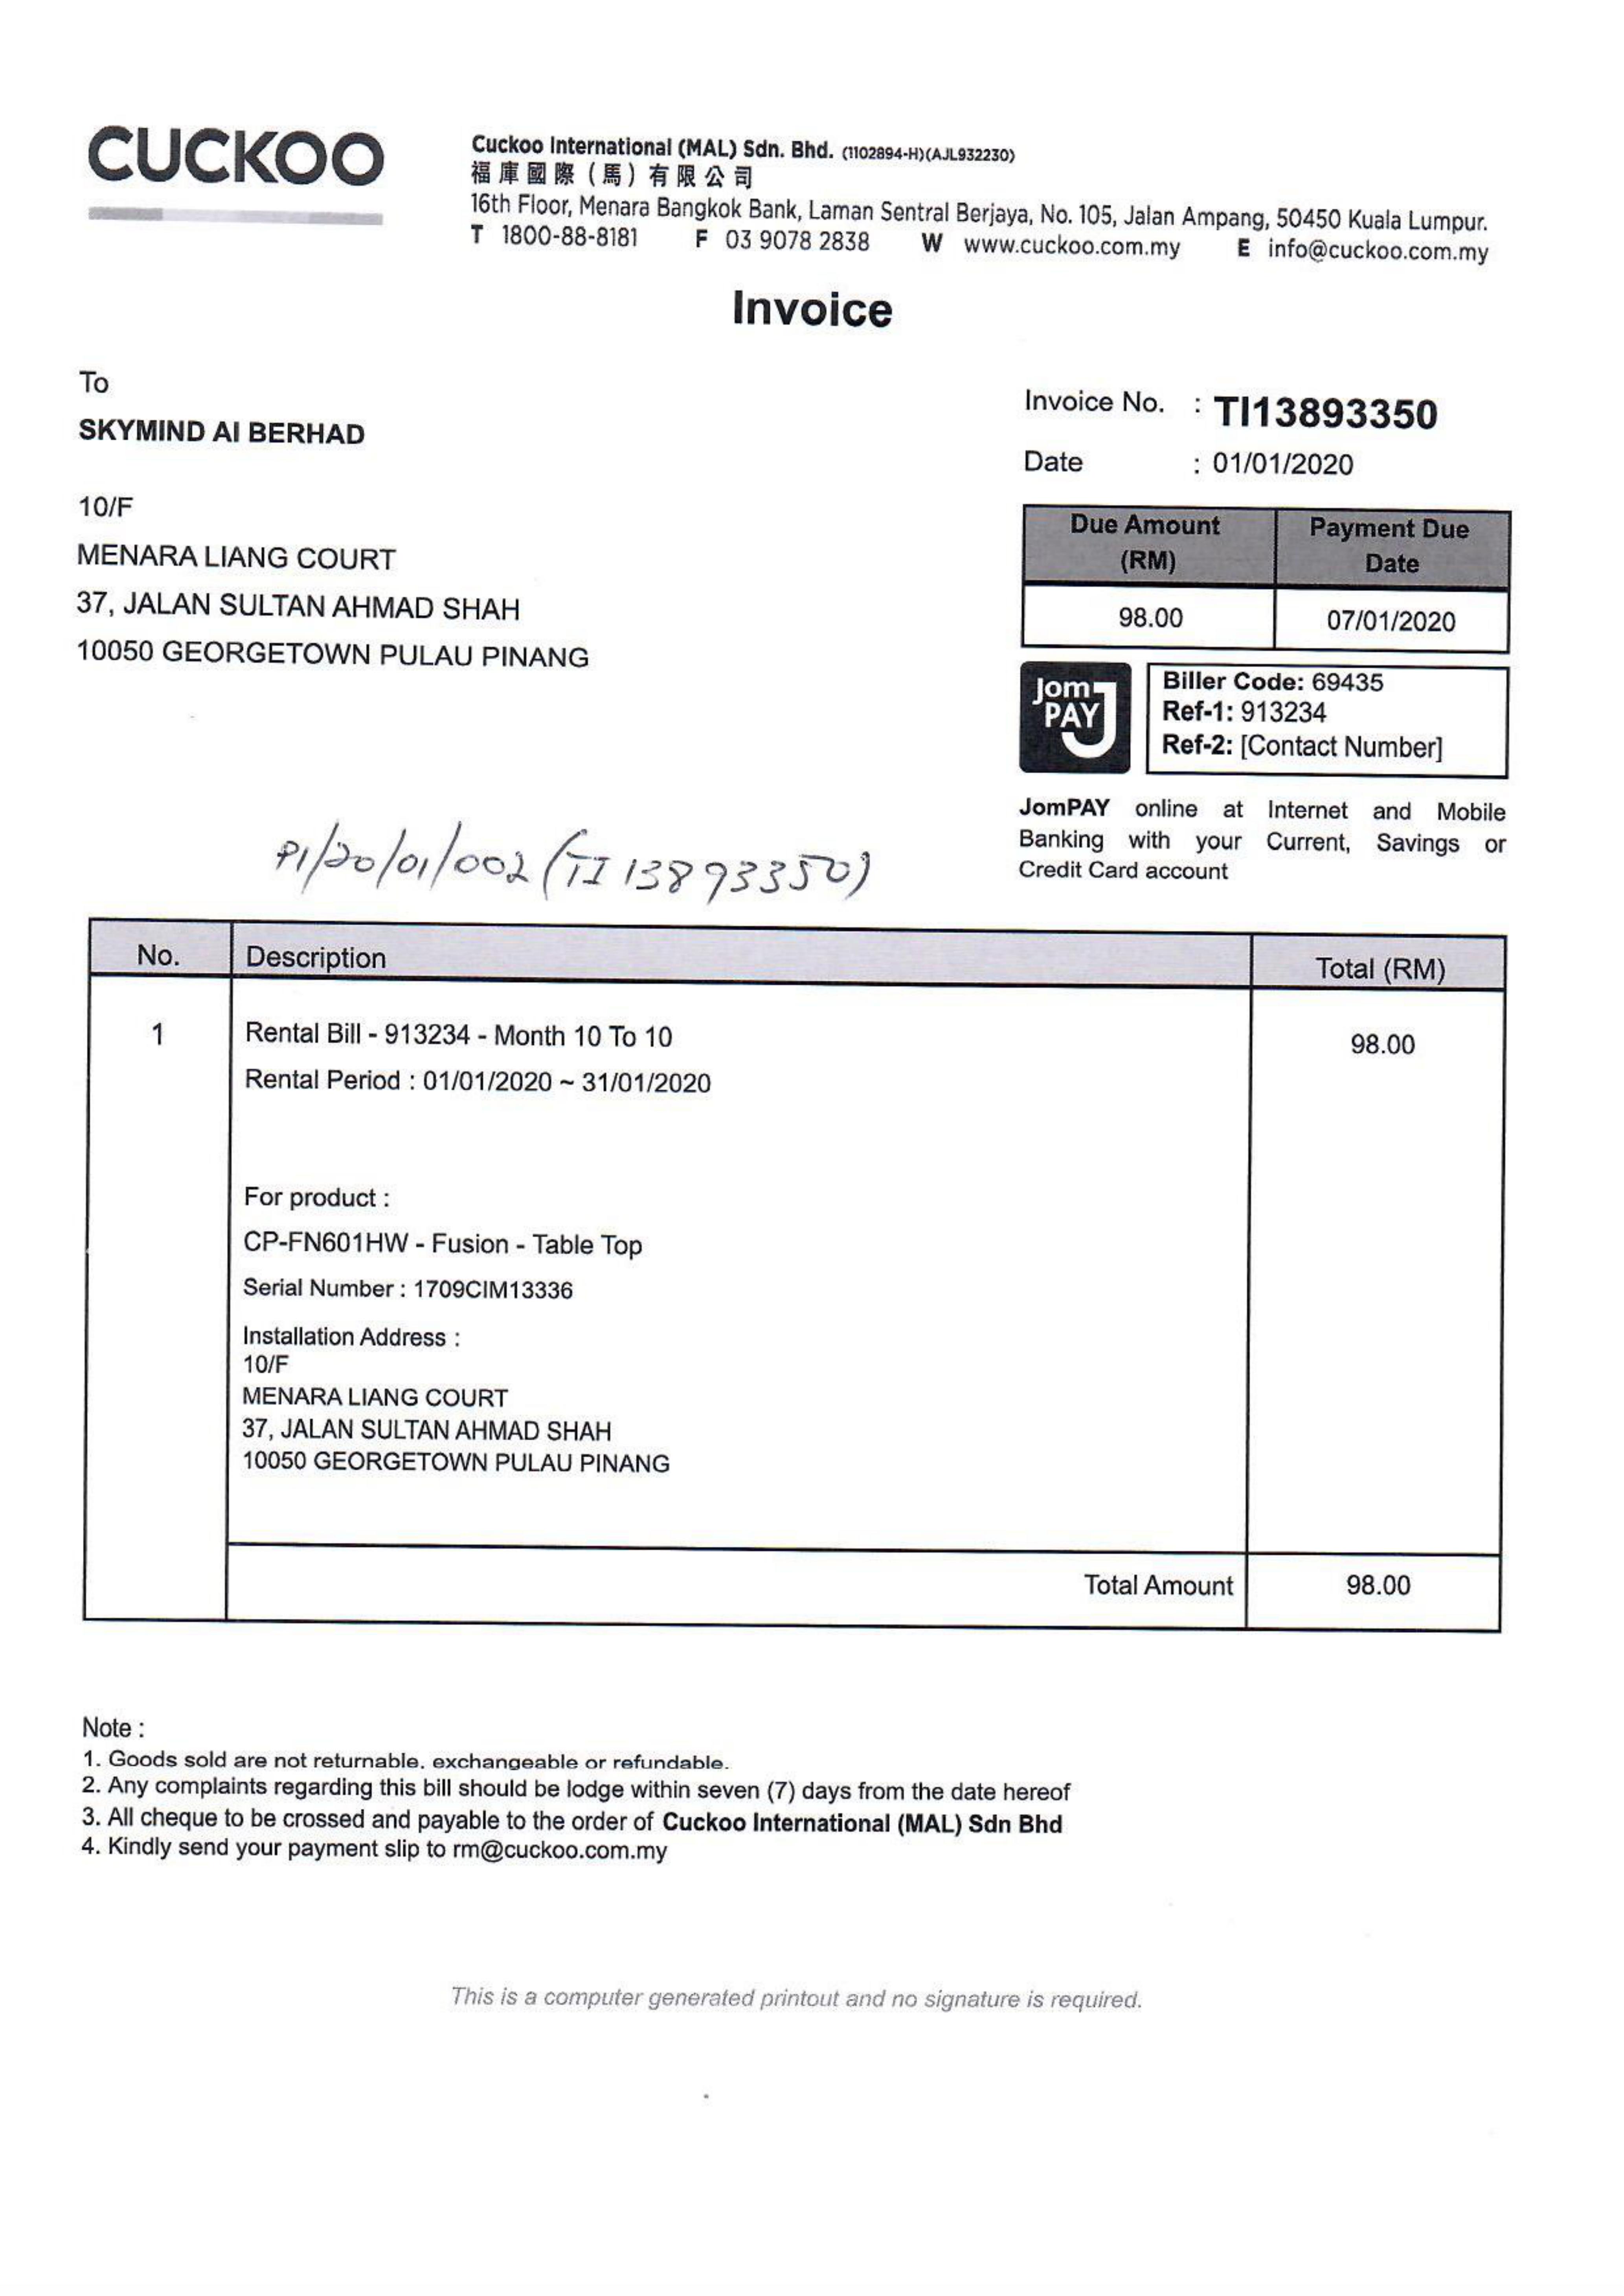 CUCKOO
Cuckoo International (MAL) Sdn. Bhd. (1102894-H)(AJL932230)
福庫國際（馬）有限公司
16th Floor, Menara Bangkok Bank, Laman Sentral Berjaya, No. 105, Jalan Ampang, 50450 Kuala Lumpur.
T 1800-88-8181 F 03 9078 2838 W www.cuckoo.com.my E info@cuckoo.com.my
Invoice
To
SKYMIND AI BERHAD
10/F
MENARA LIANG COURT
37, JALAN SULTAN AHMAD SHAH
10050 GEORGETOWN PULAU PINANG
Invoice No. : TI13893350
Date : 01/01/2020
Due Amount (RM) Payment Due Date
98.00 07/01/2020
Jom PAY
Biller Code: 69435
Ref-1: 913234
Ref-2: [Contact Number]
JomPAY online at Internet and Mobile
Banking with your Current, Savings or
Credit Card account
PI/20/01/002 (TI 13893350)
No. Description Total (RM)
1 Rental Bill - 913234 - Month 10 To 10 98.00
Rental Period : 01/01/2020 ~ 31/01/2020
For product :
CP-FN601HW - Fusion - Table Top
Serial Number : 1709CIM13336
Installation Address :
10/F
MENARA LIANG COURT
37, JALAN SULTAN AHMAD SHAH
10050 GEORGETOWN PULAU PINANG
Total Amount 98.00
Note :
1. Goods sold are not returnable, exchangeable or refundable.
2. Any complaints regarding this bill should be lodge within seven (7) days from the date hereof
3. All cheque to be crossed and payable to the order of Cuckoo International (MAL) Sdn Bhd
4. Kindly send your payment slip to rm@cuckoo.com.my
This is a computer generated printout and no signature is required.